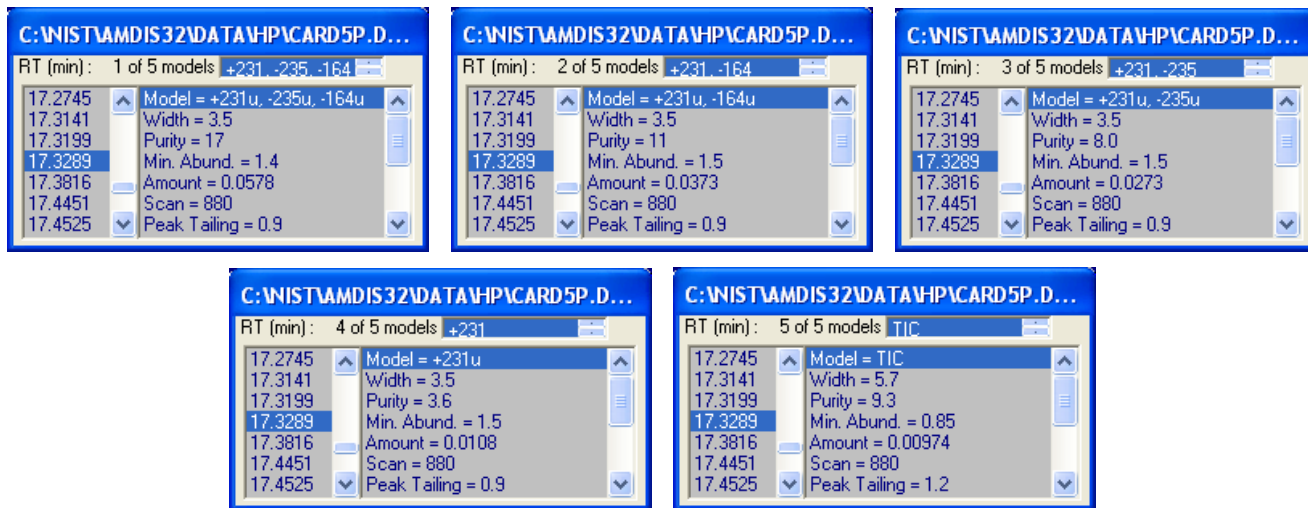 C:\NIST\AMDIS32\DATA\HP\CARD5P.D...
RT (min) : 1 of 5 models +231, -235, -164
17.2745 Model = +231u, -235u, -164u
17.3141 Width = 3.5
17.3199 Purity = 17
17.3289 Min. Abund. = 1.4
17.3816 Amount = 0.0578
17.4451 Scan = 880
17.4525 Peak Tailing = 0.9
C:\NIST\AMDIS32\DATA\HP\CARD5P.D...
RT (min) : 2 of 5 models +231, -164
17.2745 Model = +231u, -164u
17.3141 Width = 3.5
17.3199 Purity = 11
17.3289 Min. Abund. = 1.5
17.3816 Amount = 0.0373
17.4451 Scan = 880
17.4525 Peak Tailing = 0.9
C:\NIST\AMDIS32\DATA\HP\CARD5P.D...
RT (min) : 3 of 5 models +231, -235
17.2745 Model = +231u, -235u
17.3141 Width = 3.5
17.3199 Purity = 8.0
17.3289 Min. Abund. = 1.5
17.3816 Amount = 0.0273
17.4451 Scan = 880
17.4525 Peak Tailing = 0.9
C:\NIST\AMDIS32\DATA\HP\CARD5P.D...
RT (min) : 4 of 5 models +231
17.2745 Model = +231u
17.3141 Width = 3.5
17.3199 Purity = 3.6
17.3289 Min. Abund. = 1.5
17.3816 Amount = 0.0108
17.4451 Scan = 880
17.4525 Peak Tailing = 0.9
C:\NIST\AMDIS32\DATA\HP\CARD5P.D...
RT (min) : 5 of 5 models TIC
17.2745 Model = TIC
17.3141 Width = 5.7
17.3199 Purity = 9.3
17.3289 Min. Abund. = 0.85
17.3816 Amount = 0.00974
17.4451 Scan = 880
17.4525 Peak Tailing = 1.2